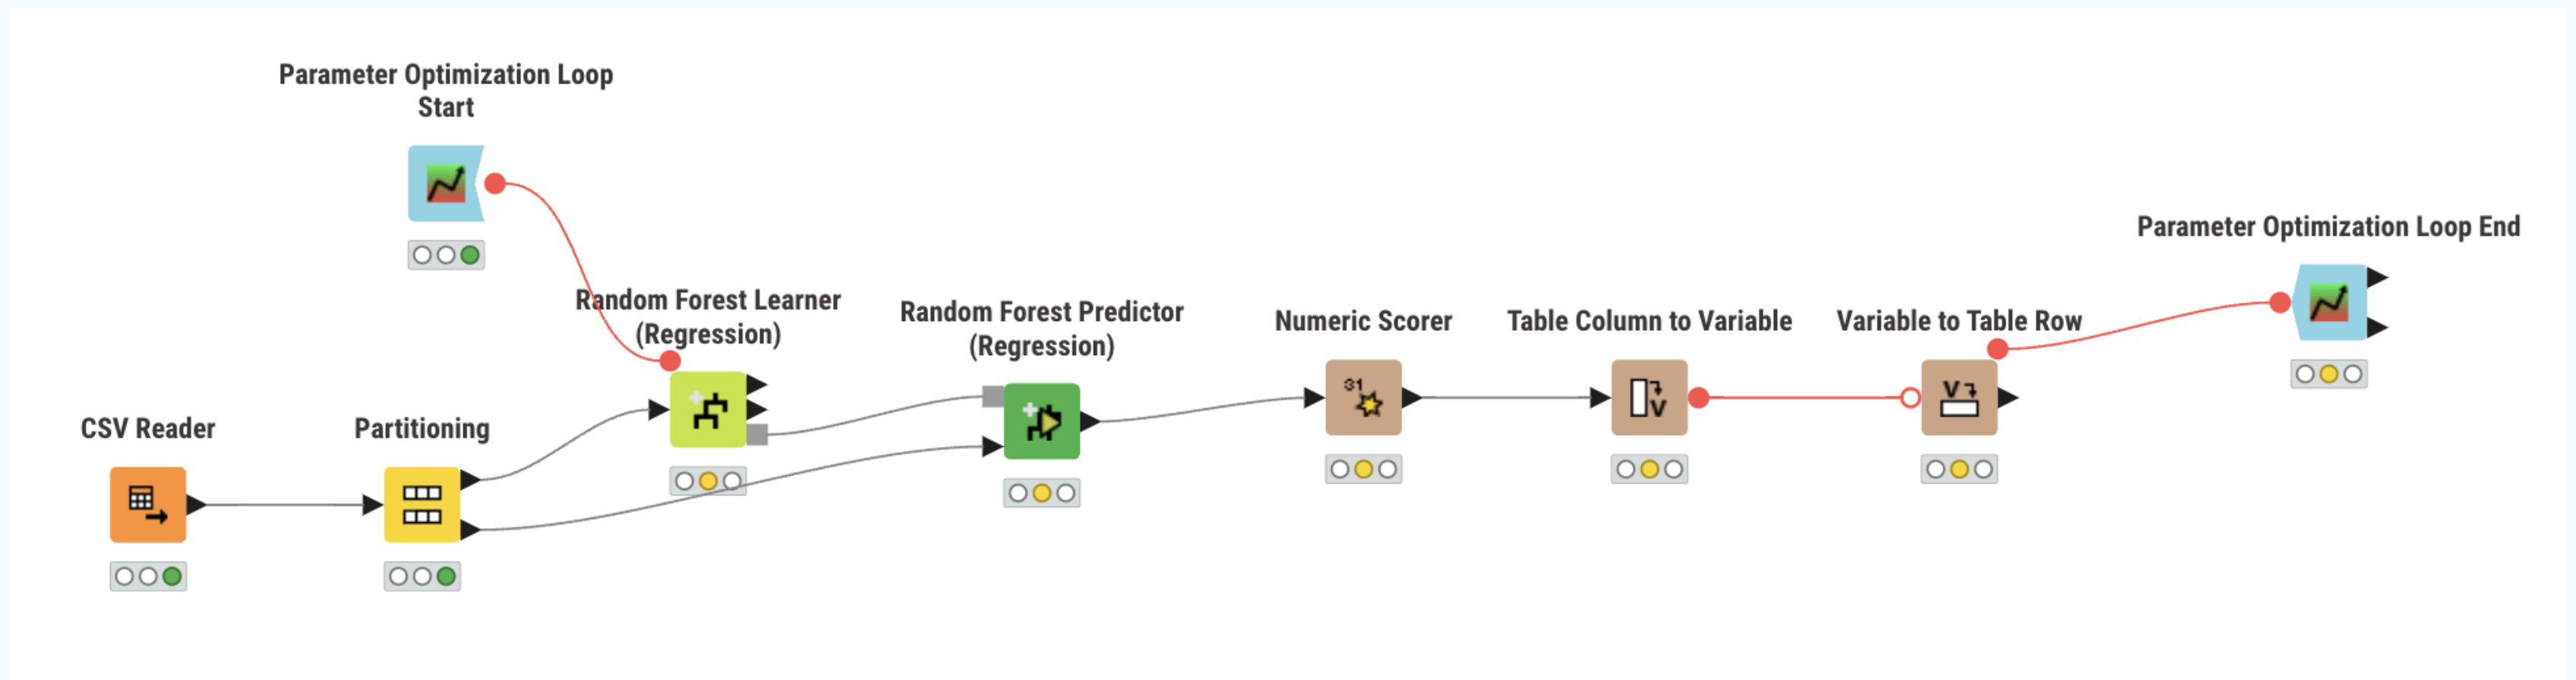 Parameter Optimization Loop
Start
Parameter Optimization Loop End
Random Forest Learner
(Regression)
Random Forest Predictor
(Regression)
Numeric Scorer
Table Column to Variable
Variable to Table Row
CSV Reader
Partitioning
31
V
V